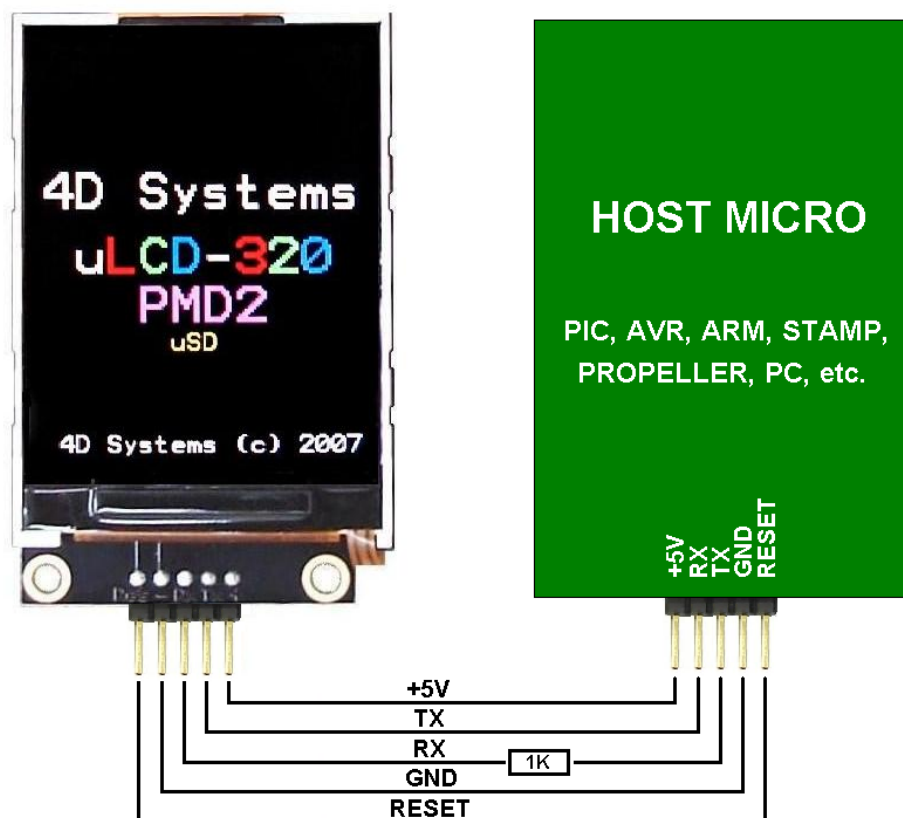 4D Systems
uLCD-320
PMD2
uSD
4D Systems (c) 2007
HOST MICRO
PIC, AVR, ARM, STAMP,
PROPELLER, PC, etc.
+5V
RX
TX
GND
RESET
+5V
TX
RX
1K
GND
RESET